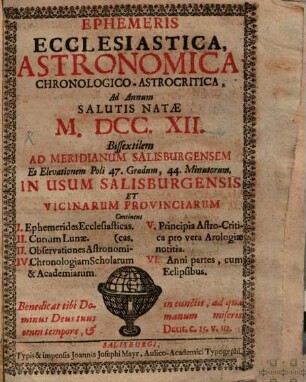 EPHEMERIS
ECCLESIASTICA,
ASTRONOMICA
CHRONOLOGICO-ASTROCRITICA,
Ad Annum
SALUTIS NATÆ
M. DCC. XII.
Bissextilem
AD MERIDIANUM SALISBURGENSEM
Et Elevationem Poli 47. Graduum, 44. Minutorum,
IN USUM SALISBURGENSIS
ET
VICINARUM PROVINCIARUM
Continens
I. Ephemerides Ecclesiasticas.
II. Cursum Lunæ. (cas,
III. Observationes Astronomi-
IV. Chronologiam Scholarum
& Academiarum.
V. Principia Astro-Criti-
ca pro vera Arologiæ
notitia.
VI. Anni partes, cum
Eclipsibus.
Benedicat tibi Do-
minus Deus tuus
omni tempore, &
in cunctis, ad quæ
manum miseris
Deut. c. 15. v. 10.
SALISBURGI,
Typis & impensis Joannis Josephi Mayr, Aulico-Academici Typographi.